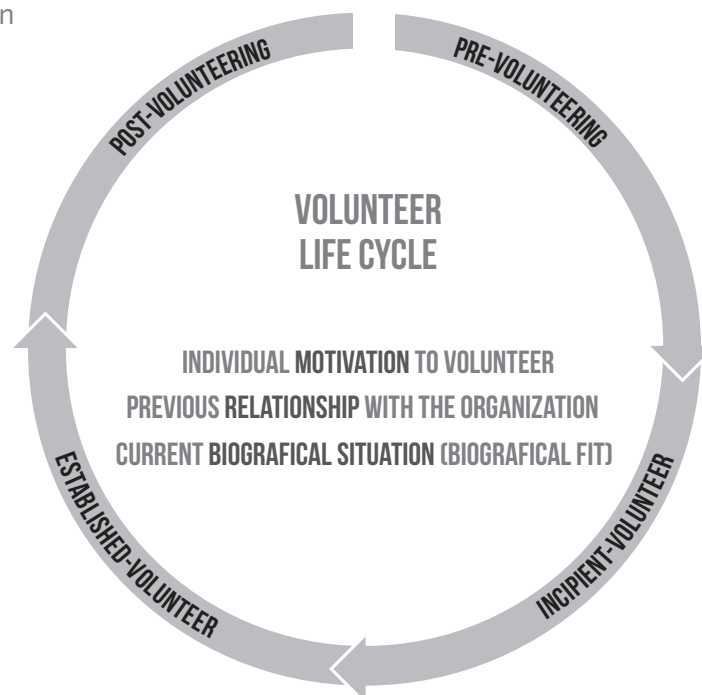 n
POST-VOLUNTEERING
PRE-VOLUNTEERING
VOLUNTEER
LIFE CYCLE
INDIVIDUAL MOTIVATION TO VOLUNTEER
PREVIOUS RELATIONSHIP WITH THE ORGANIZATION
CURRENT BIOGRAFICAL SITUATION (BIOGRAFICAL FIT)
ESTABLISHED-VOLUNTEER
INCIPIENT-VOLUNTEER